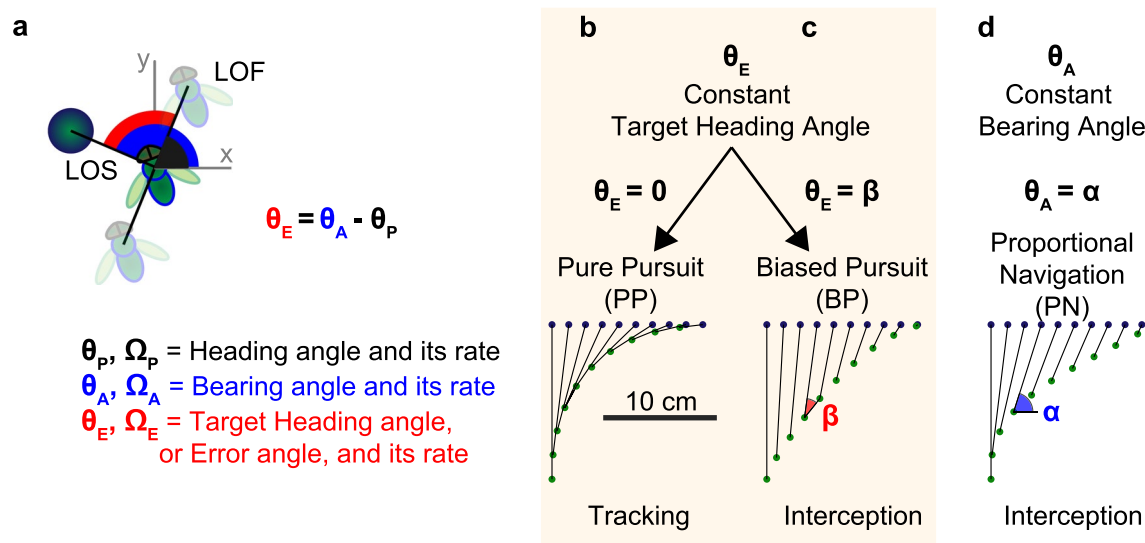 a
y
LOF
x
LOS
θE = θA - θP
θP, ΩP = Heading angle and its rate
θA, ΩA = Bearing angle and its rate
θE, ΩE = Target Heading angle,
or Error angle, and its rate
b
c
θE
Constant
Target Heading Angle
θE = 0
θE = β
Pure Pursuit
(PP)
Biased Pursuit
(BP)
10 cm
β
Tracking
Interception
d
θA
Constant
Bearing Angle
θA = α
Proportional
Navigation
(PN)
α
Interception